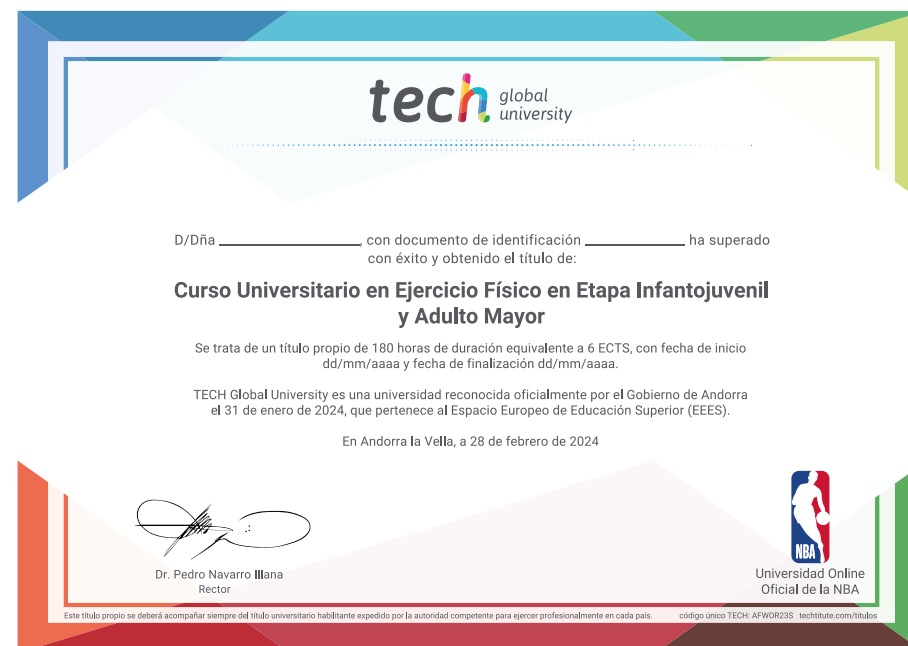 tech global university
D/Dña ____________________, con documento de identificación ______________ ha superado
con éxito y obtenido el título de:
Curso Universitario en Ejercicio Físico en Etapa Infantojuvenil
y Adulto Mayor
Se trata de un título propio de 180 horas de duración equivalente a 6 ECTS, con fecha de inicio
dd/mm/aaaa y fecha de finalización dd/mm/aaaa.
TECH Global University es una universidad reconocida oficialmente por el Gobierno de Andorra
el 31 de enero de 2024, que pertenece al Espacio Europeo de Educación Superior (EEES).
En Andorra la Vella, a 28 de febrero de 2024
Dr. Pedro Navarro Illana
Rector
NBA
Universidad Online
Oficial de la NBA
Este título propio se deberá acompañar siempre del título universitario habilitante expedido por la autoridad competente para ejercer profesionalmente en cada país. código único TECH: AFWOR23S techtitute.com/titulos